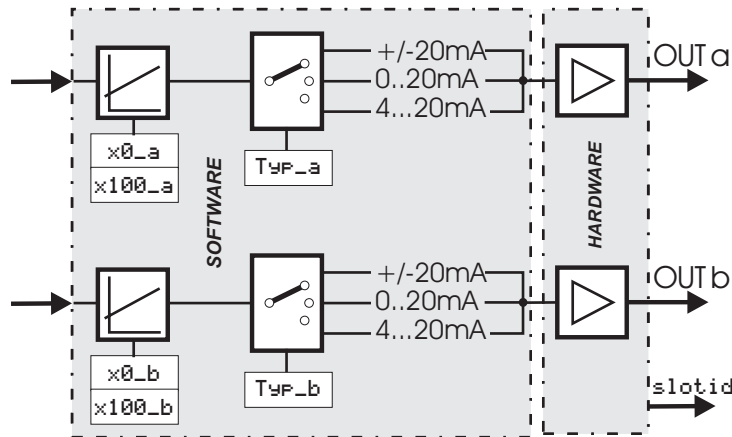 +/-20mA
0..20mA
4...20mA
OUT a
x0_a
x100_a
Typ_a
SOFTWARE
HARDWARE
+/-20mA
0..20mA
4...20mA
OUT b
x0_b
x100_b
Typ_b
slotid